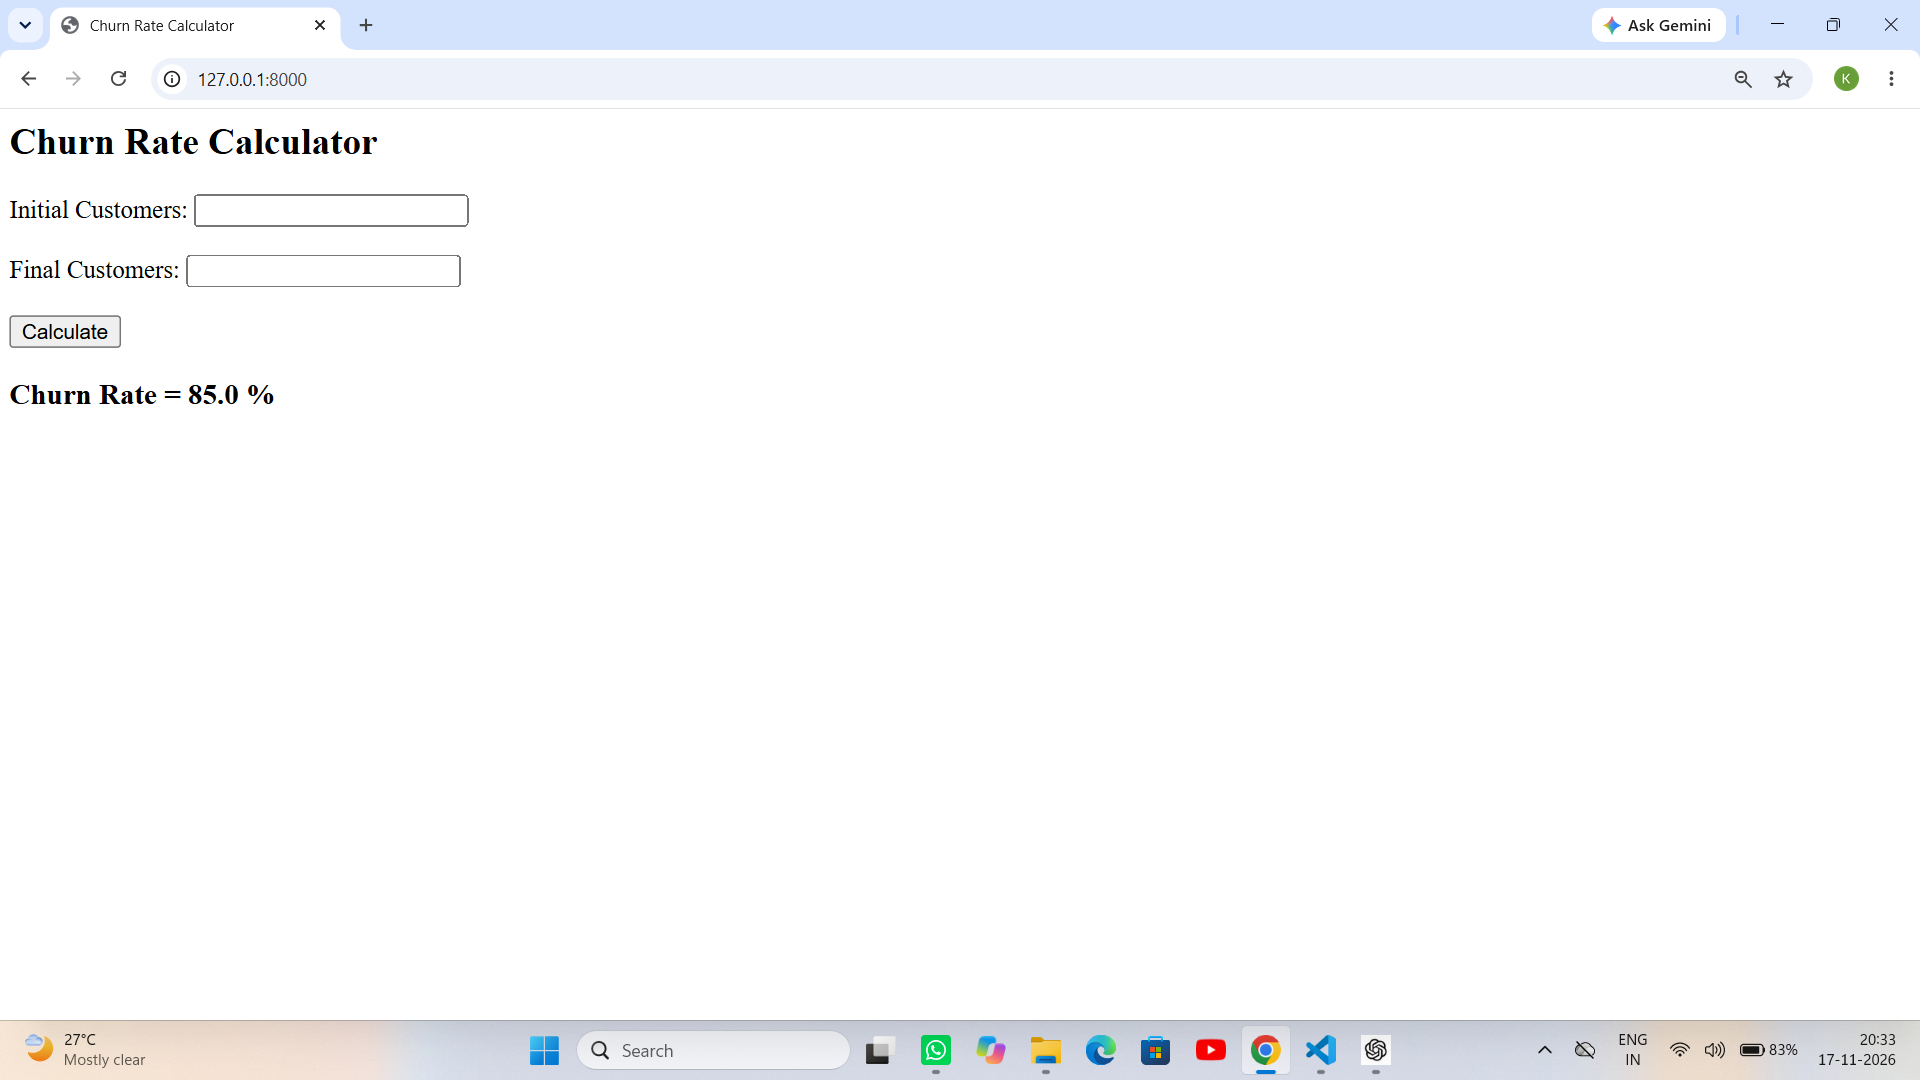 Churn Rate Calculator
Ask Gemini
127.0.0.1:8000
K
Churn Rate Calculator
Initial Customers:
Final Customers:
Calculate
Churn Rate = 85.0 %
27°C
Mostly clear
Search
ENG
IN
83%
20:33
17-11-2026